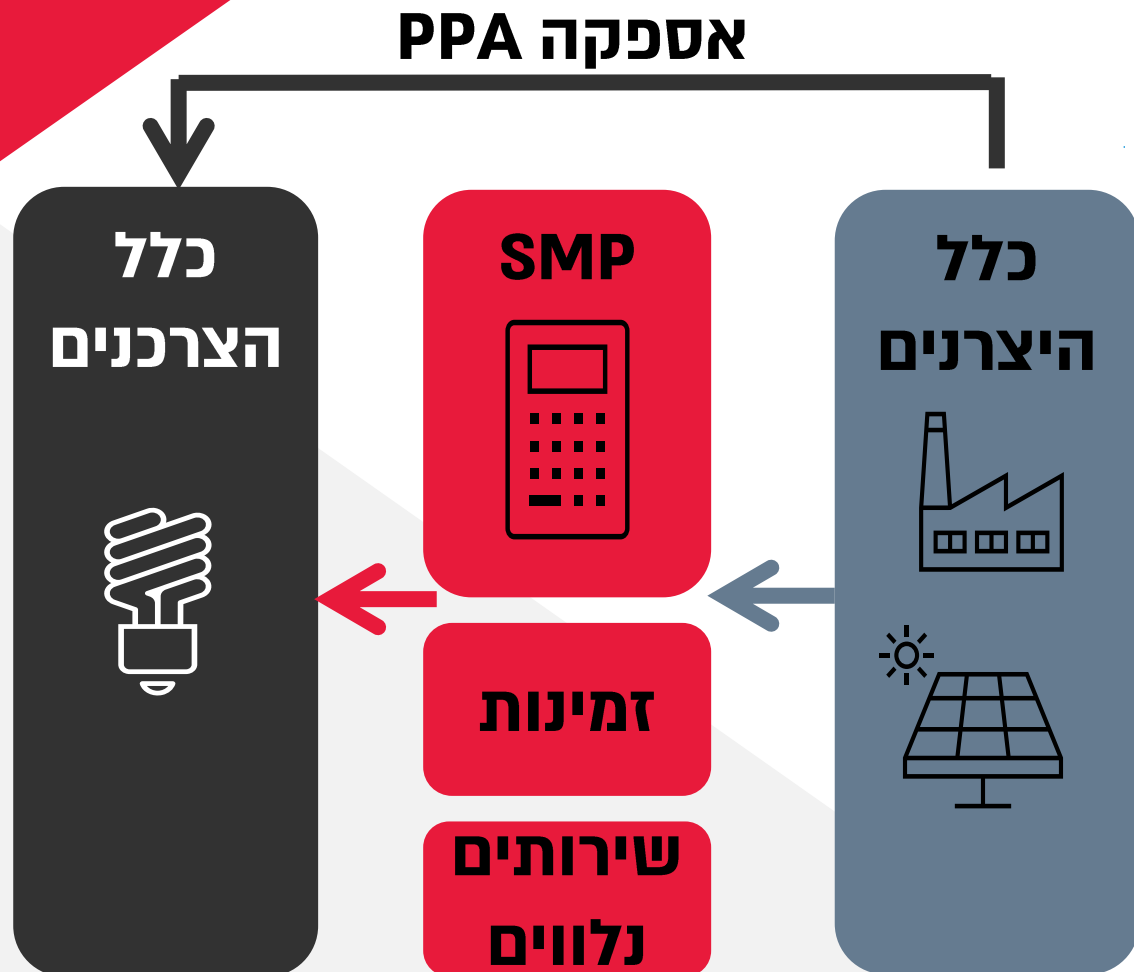 אספקה PPA
כלל
היצרנים
SMP
זמינות
שירותים
נלווים
כלל
הצרכנים